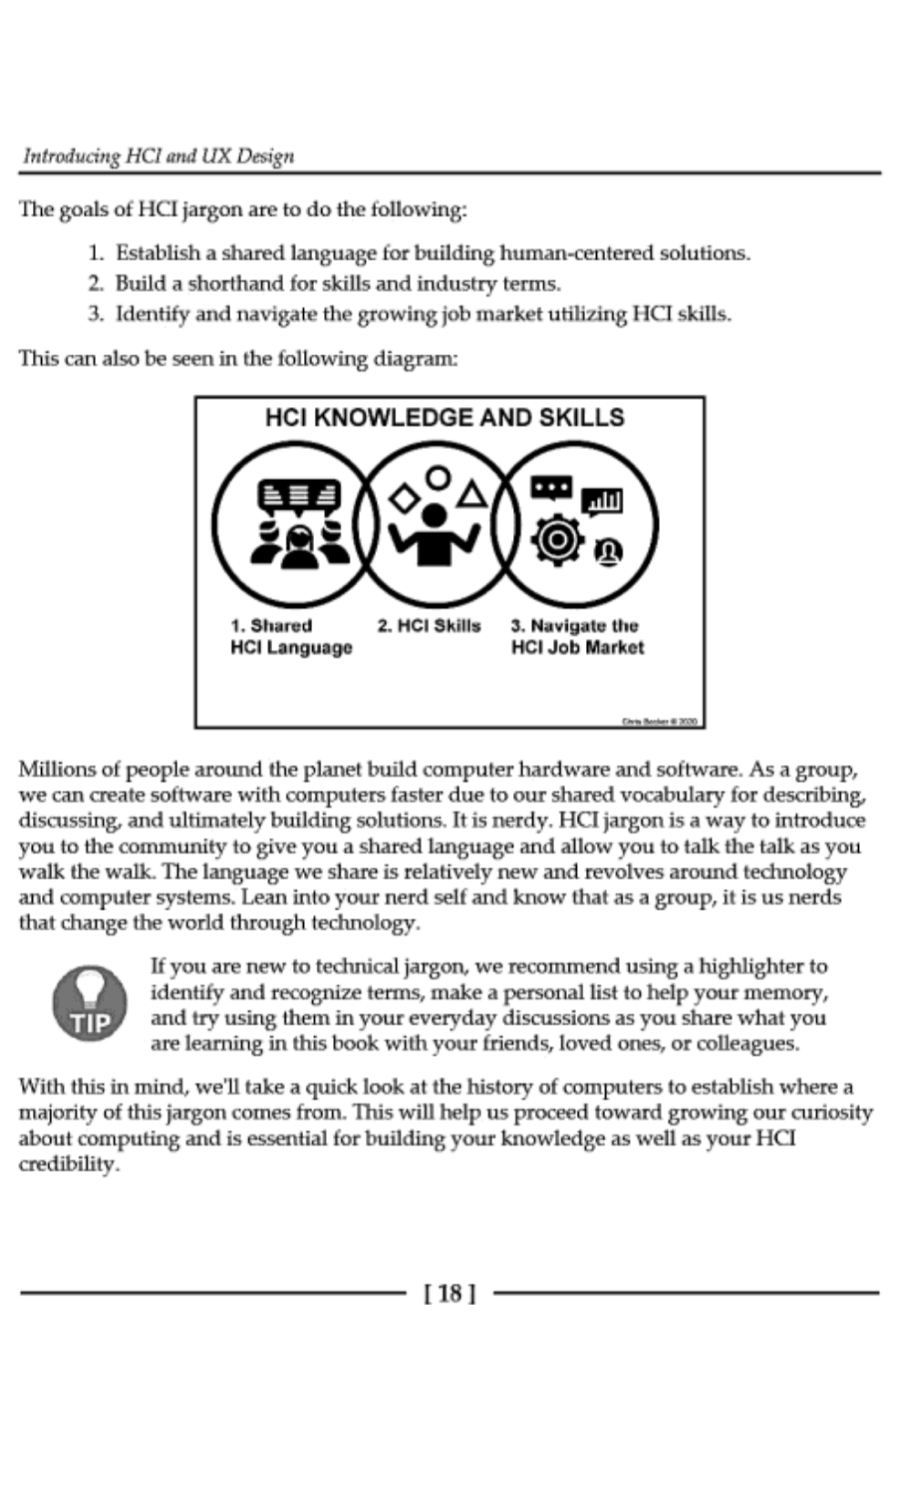 Introducing HCI and UX Design
The goals of HCI jargon are to do the following:
1. Establish a shared language for building human-centered solutions.
2. Build a shorthand for skills and industry terms.
3. Identify and navigate the growing job market utilizing HCI skills.
This can also be seen in the following diagram:
HCI KNOWLEDGE AND SKILLS
1. Shared
HCI Language
2. HCI Skills
3. Navigate the
HCI Job Market
Chris Becker © 2020
Millions of people around the planet build computer hardware and software. As a group,
we can create software with computers faster due to our shared vocabulary for describing,
discussing, and ultimately building solutions. It is nerdy. HCI jargon is a way to introduce
you to the community to give you a shared language and allow you to talk the talk as you
walk the walk. The language we share is relatively new and revolves around technology
and computer systems. Lean into your nerd self and know that as a group, it is us nerds
that change the world through technology.
TIP
If you are new to technical jargon, we recommend using a highlighter to
identify and recognize terms, make a personal list to help your memory,
and try using them in your everyday discussions as you share what you
are learning in this book with your friends, loved ones, or colleagues.
With this in mind, we'll take a quick look at the history of computers to establish where a
majority of this jargon comes from. This will help us proceed toward growing our curiosity
about computing and is essential for building your knowledge as well as your HCI
credibility.
[ 18 ]